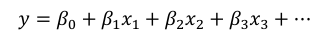 y = β₀ + β₁x₁ + β₂x₂ + β₃x₃ + ⋯